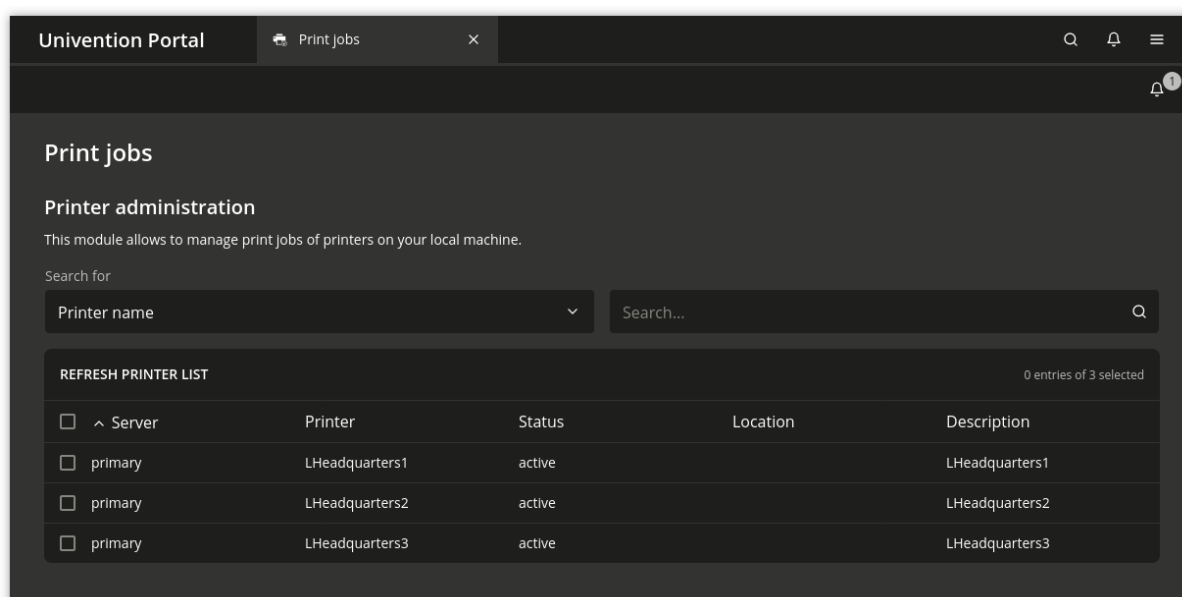 Univention Portal Print jobs
1
Print jobs
Printer administration
This module allows to manage print jobs of printers on your local machine.
Search for
Printer name Search...
REFRESH PRINTER LIST 0 entries of 3 selected
Server Printer Status Location Description
primary LHeadquarters1 active LHeadquarters1
primary LHeadquarters2 active LHeadquarters2
primary LHeadquarters3 active LHeadquarters3